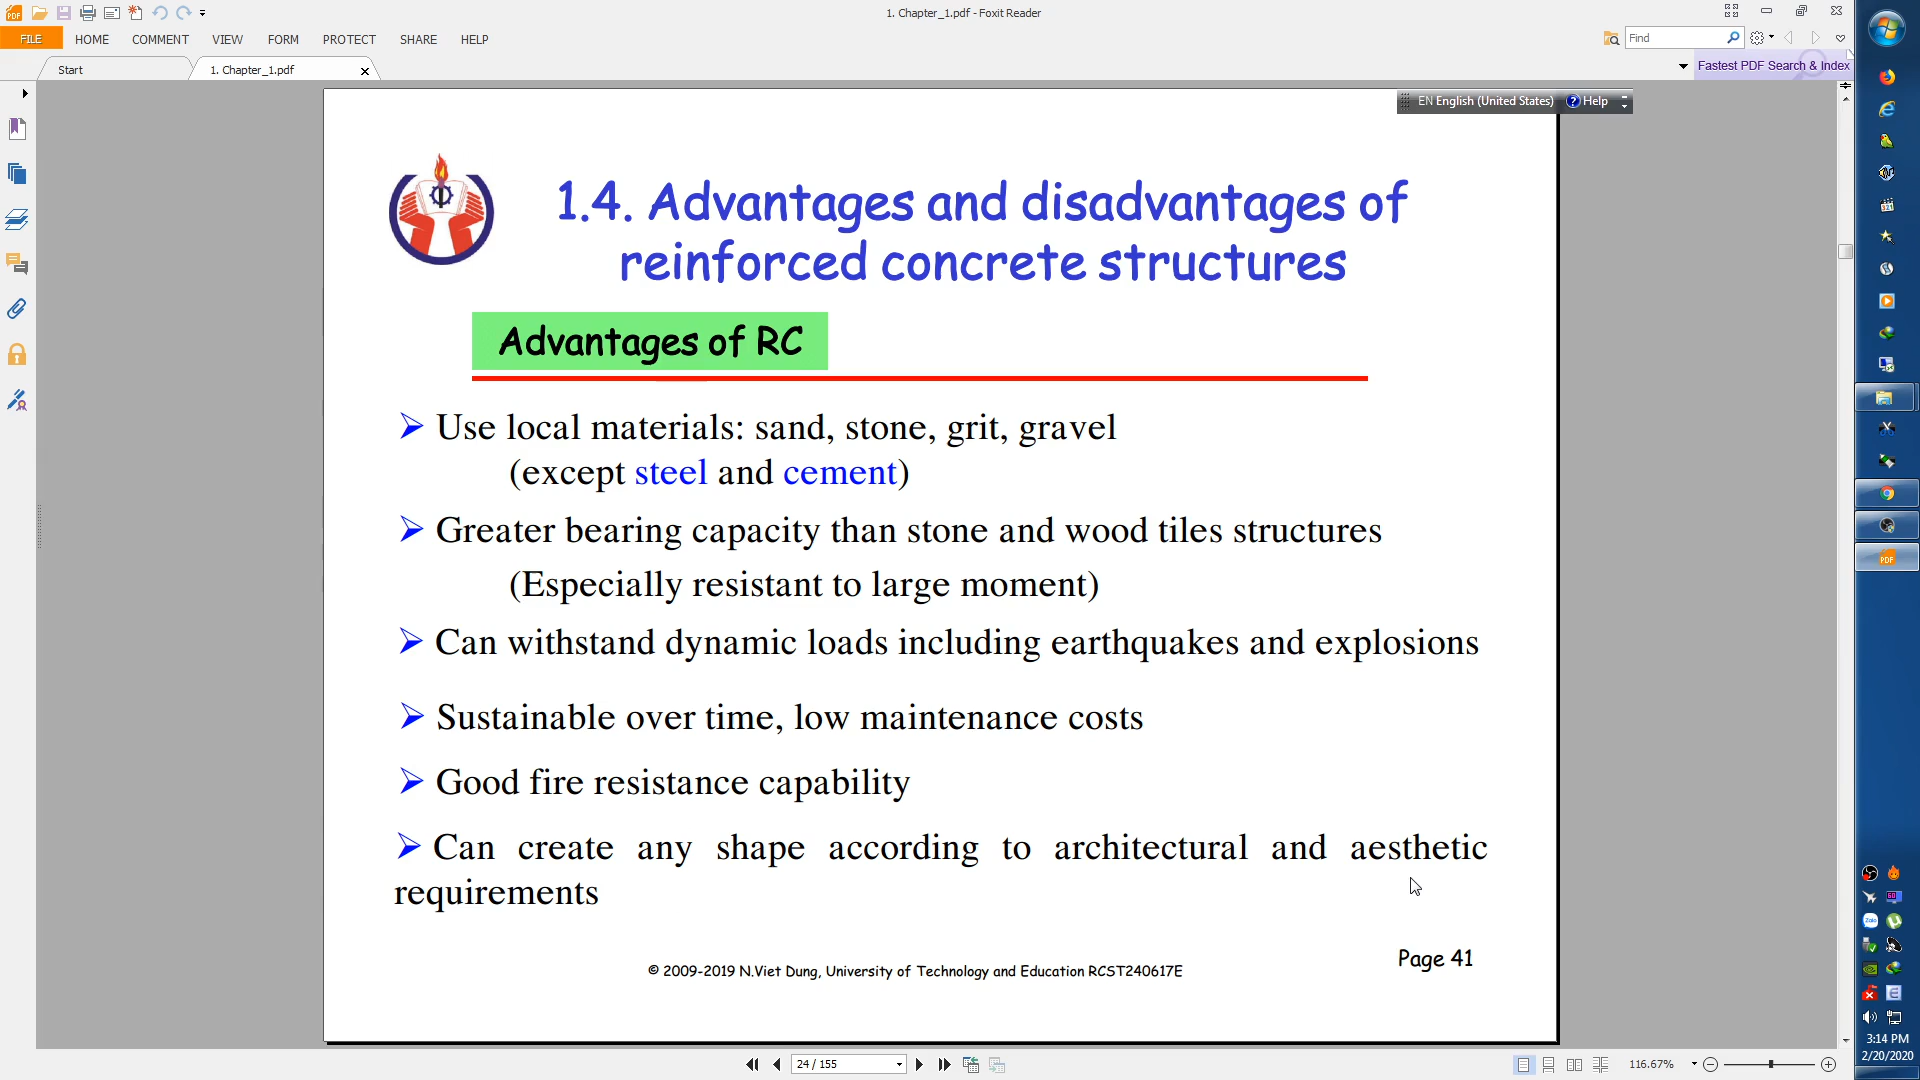 1. Chapter_1.pdf - Foxit Reader
FILE HOME COMMENT VIEW FORM PROTECT SHARE HELP
Find
Start
1. Chapter_1.pdf
Fastest PDF Search & Index
EN English (United States) Help
1.4. Advantages and disadvantages of
reinforced concrete structures
Advantages of RC
Use local materials: sand, stone, grit, gravel
(except steel and cement)
Greater bearing capacity than stone and wood tiles structures
(Especially resistant to large moment)
Can withstand dynamic loads including earthquakes and explosions
Sustainable over time, low maintenance costs
Good fire resistance capability
Can create any shape according to architectural and aesthetic
requirements
© 2009-2019 N.Viet Dung, University of Technology and Education RCST240617E
Page 41
24 / 155
116.67%
3:14 PM
2/20/2020